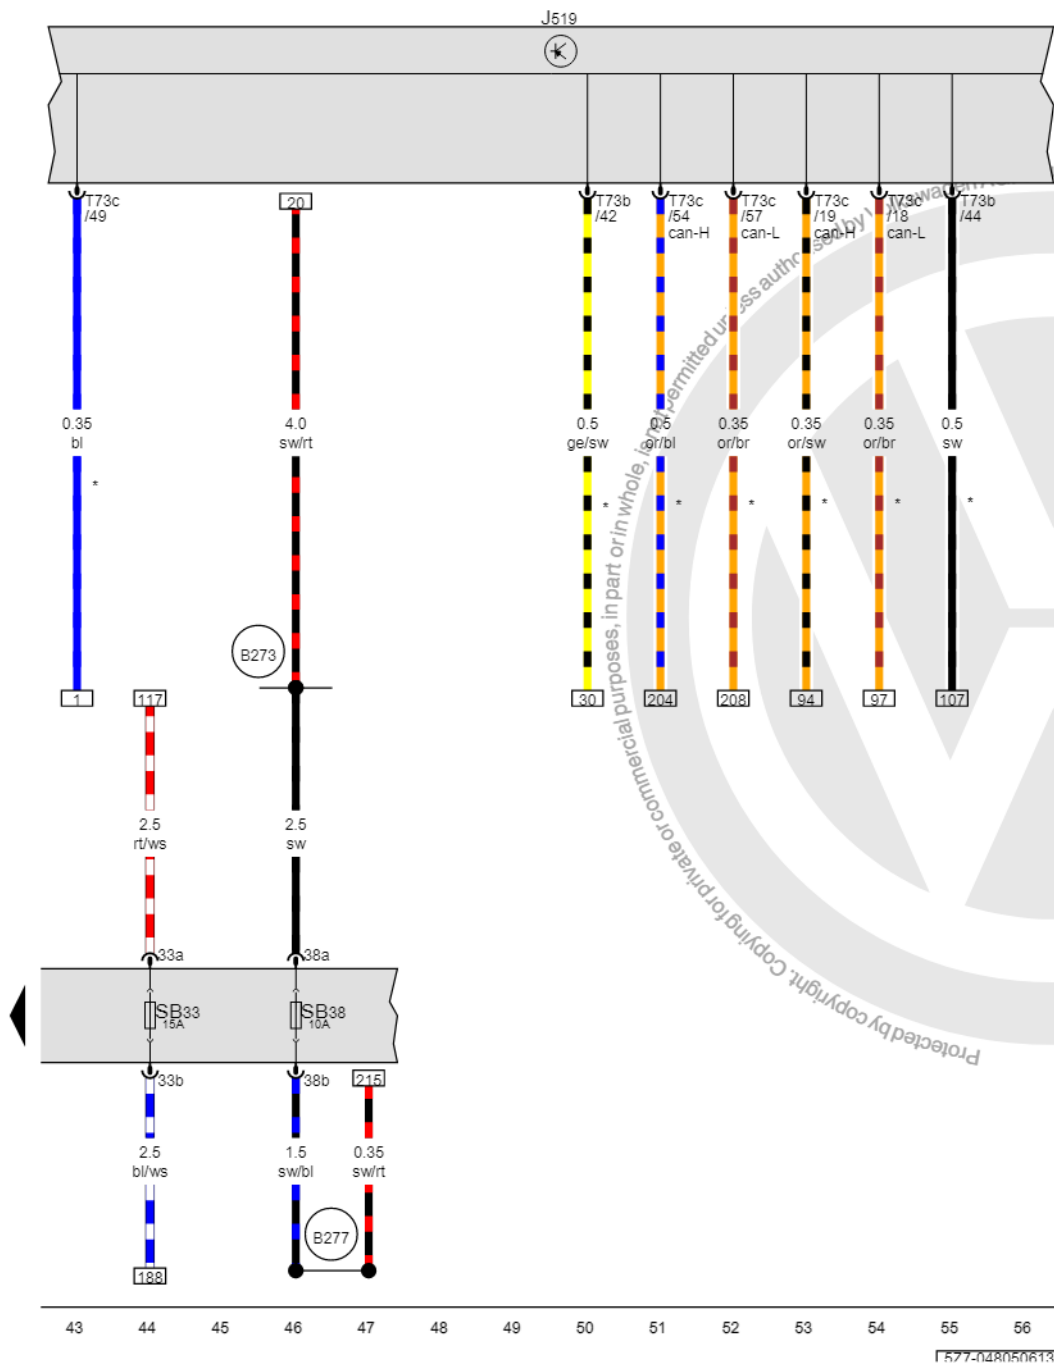 J519
T73c
/49
20
T73b
/42
T73c
/54
can-H
T73c
/57
can-L
T73c
/19
can-H
T73c
/18
can-L
T73b
/44
0.35
bl
*
4.0
sw/rt
0.5
ge/sw
*
0.5
or/bl
*
0.35
or/br
*
0.35
or/sw
*
0.35
or/br
*
0.5
sw
*
B273
1
117
30
204
208
94
97
107
2.5
rt/ws
2.5
sw
33a
38a
SB33
15A
SB38
10A
33b
38b
215
2.5
bl/ws
1.5
sw/bl
0.35
sw/rt
B277
188
43 44 45 46 47 48 49 50 51 52 53 54 55 56
577-048050613
Protected by copyright. Copying for private or commercial purposes, in part or in whole, is not permitted unless authorised by